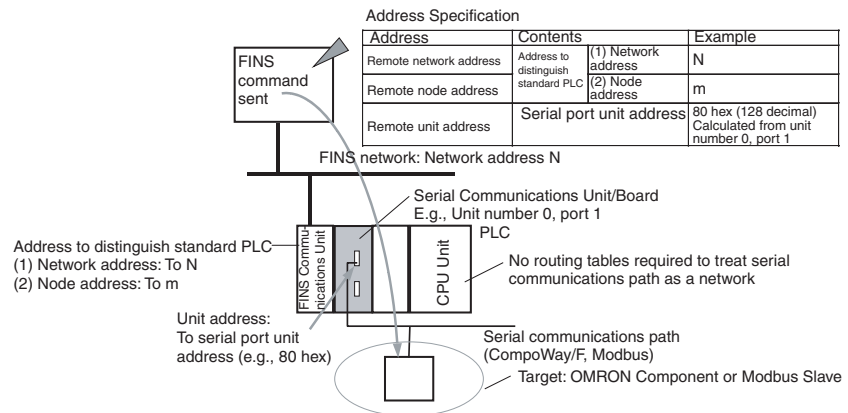 Address Specification
Address Contents Example
Remote network address Address to distinguish standard PLC (1) Network address N
Remote node address (2) Node address m
Remote unit address Serial port unit address 80 hex (128 decimal)
Calculated from unit
number 0, port 1
FINS
command
sent
FINS network: Network address N
Serial Communications Unit/Board
E.g., Unit number 0, port 1
PLC
Address to distinguish standard PLC
(1) Network address: To N
(2) Node address: To m
FINS Commu-
nications Unit
CPU Unit
No routing tables required to treat serial
communications path as a network
Unit address:
To serial port unit
address (e.g., 80 hex)
Serial communications path
(CompoWay/F, Modbus)
Target: OMRON Component or Modbus Slave